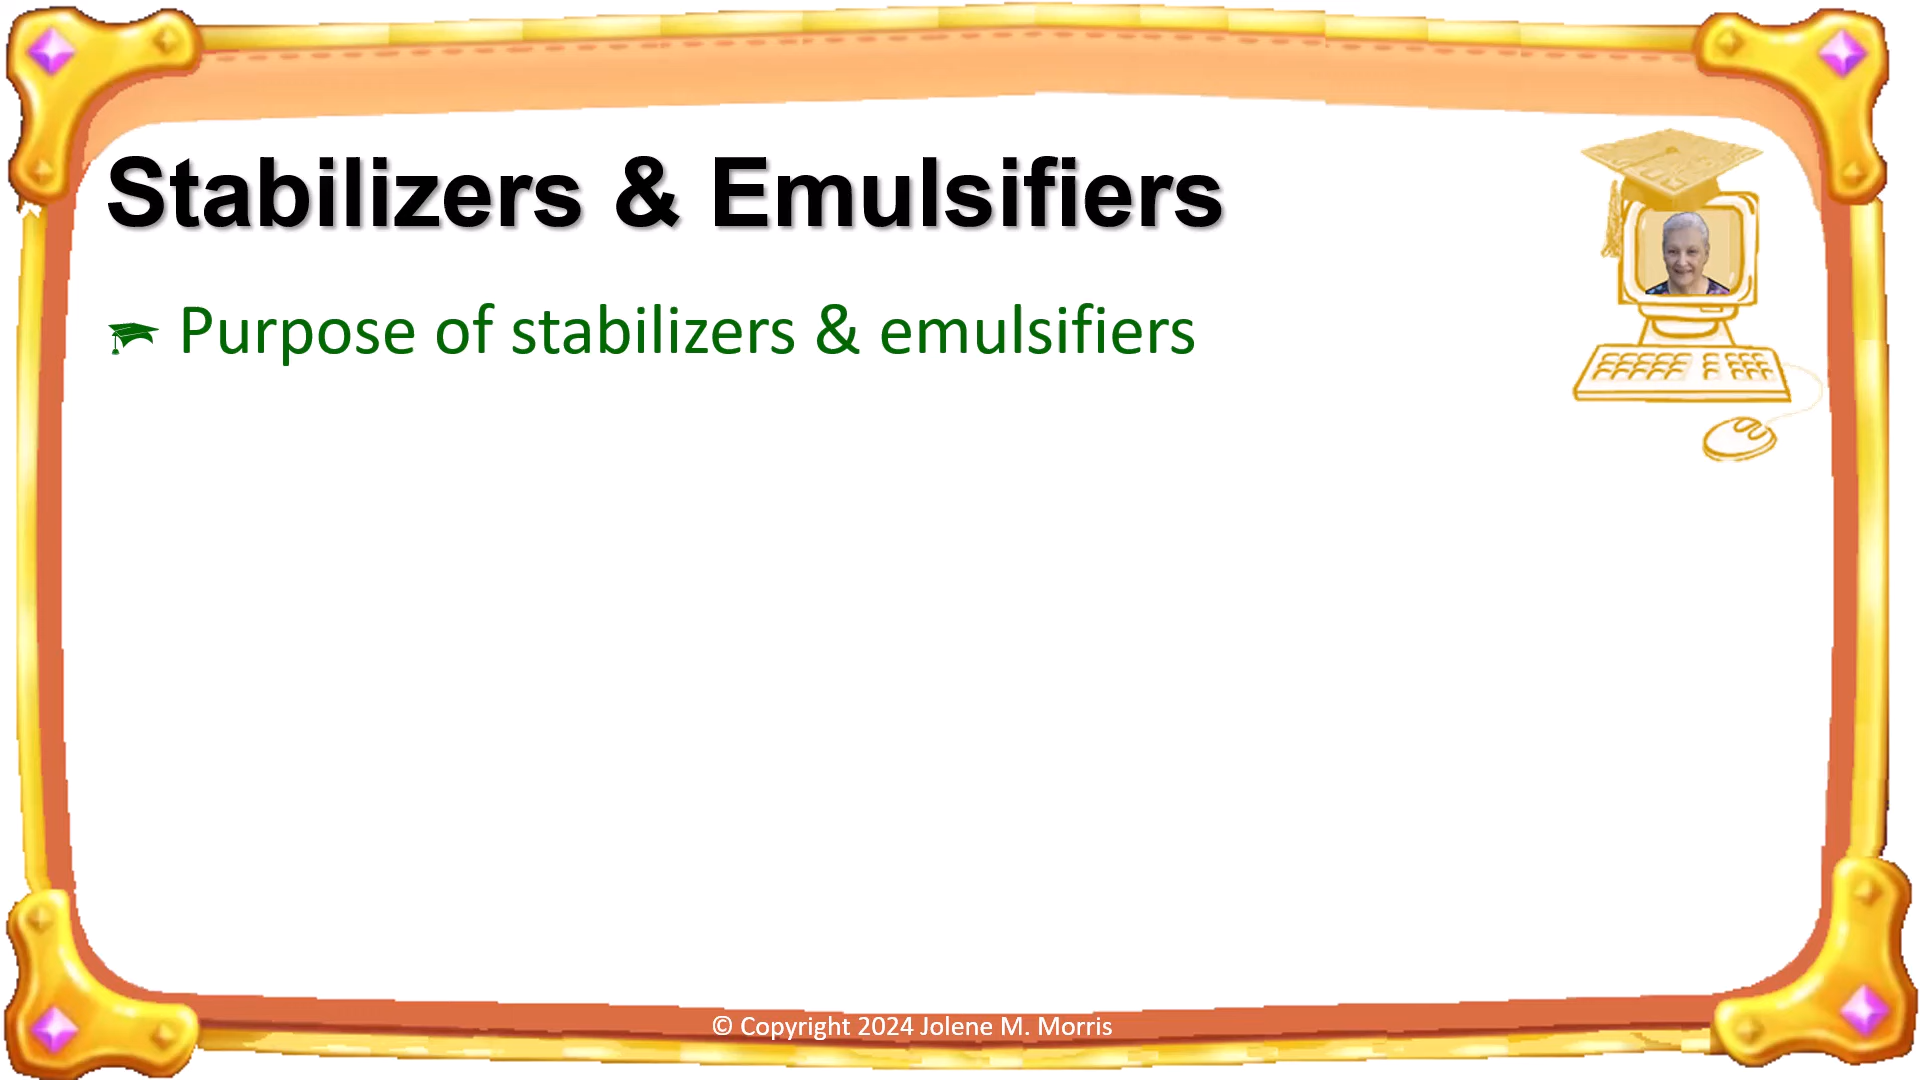 Stabilizers & Emulsifiers
Purpose of stabilizers & emulsifiers
© Copyright 2024 Jolene M. Morris